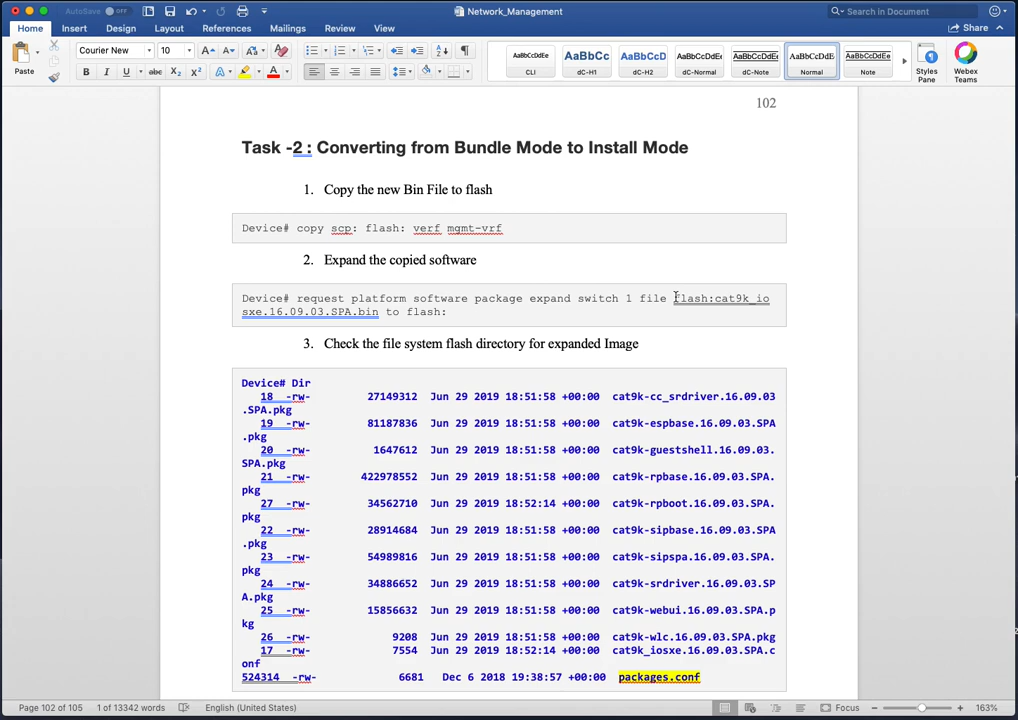 AutoSave OFF
Network_Management
Search in Document
Home Insert Design Layout References Mailings Review View
Share
Paste
Courier New 10
AaBbCcDdEe CLI
AaBbCc dC-H1
AaBbCcD dC-H2
AaBbCcDdEe dC-Normal
AaBbCcDdEe dC-Note
AaBbCcDdE Normal
AaBbCcDdEe Note
Styles Pane
Webex Teams
102
Task -2 : Converting from Bundle Mode to Install Mode
1. Copy the new Bin File to flash
Device# copy scp: flash: verf mgmt-vrf
2. Expand the copied software
Device# request platform software package expand switch 1 file flash:cat9k_io
sxe.16.09.03.SPA.bin to flash:
3. Check the file system flash directory for expanded Image
Device# Dir
18 -rw- 27149312 Jun 29 2019 18:51:58 +00:00 cat9k-cc_srdriver.16.09.03
.SPA.pkg
19 -rw- 81187836 Jun 29 2019 18:51:58 +00:00 cat9k-espbase.16.09.03.SPA
.pkg
20 -rw- 1647612 Jun 29 2019 18:51:58 +00:00 cat9k-guestshell.16.09.03.
SPA.pkg
21 -rw- 422978552 Jun 29 2019 18:51:58 +00:00 cat9k-rpbase.16.09.03.SPA.
pkg
27 -rw- 34562710 Jun 29 2019 18:52:14 +00:00 cat9k-rpboot.16.09.03.SPA.
pkg
22 -rw- 28914684 Jun 29 2019 18:51:58 +00:00 cat9k-sipbase.16.09.03.SPA
.pkg
23 -rw- 54989816 Jun 29 2019 18:51:58 +00:00 cat9k-sipspa.16.09.03.SPA.
pkg
24 -rw- 34886652 Jun 29 2019 18:51:58 +00:00 cat9k-srdriver.16.09.03.SP
A.pkg
25 -rw- 15856632 Jun 29 2019 18:51:58 +00:00 cat9k-webui.16.09.03.SPA.p
kg
26 -rw- 9208 Jun 29 2019 18:51:58 +00:00 cat9k-wlc.16.09.03.SPA.pkg
17 -rw- 7554 Jun 29 2019 18:52:14 +00:00 cat9k_iosxe.16.09.03.SPA.c
onf
524314 -rw- 6681 Dec 6 2018 19:38:57 +00:00 packages.conf
Page 102 of 105 1 of 13342 words English (United States) Focus 163%